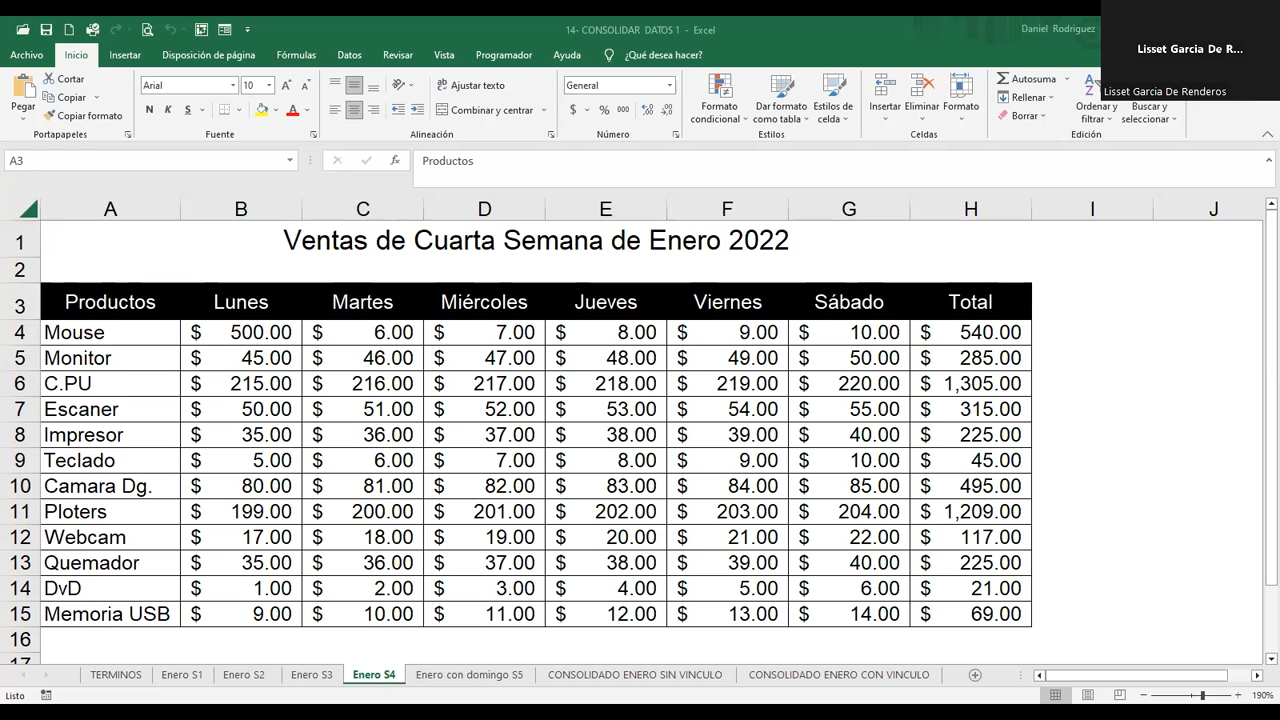 14- CONSOLIDAR DATOS 1 - Excel
Daniel Rodriguez
Lisset Garcia De R...
Lisset Garcia De Renderos
Archivo Inicio Insertar Disposición de página Fórmulas Datos Revisar Vista Programador Ayuda ¿Qué desea hacer?
Pegar
Cortar
Copiar
Copiar formato
Portapapeles
Arial 10
N K S
Fuente
Ajustar texto
Combinar y centrar
Alineación
General
$ % 000
Número
Formato condicional
Dar formato como tabla
Estilos de celda
Estilos
Insertar Eliminar Formato
Celdas
Autosuma
Rellenar
Borrar
Ordenar y filtrar
Buscar y seleccionar
Edición
A3 fx Productos
A B C D E F G H I J
1 Ventas de Cuarta Semana de Enero 2022
2
3 Productos Lunes Martes Miércoles Jueves Viernes Sábado Total
4 Mouse $ 500.00 $ 6.00 $ 7.00 $ 8.00 $ 9.00 $ 10.00 $ 540.00
5 Monitor $ 45.00 $ 46.00 $ 47.00 $ 48.00 $ 49.00 $ 50.00 $ 285.00
6 C.PU $ 215.00 $ 216.00 $ 217.00 $ 218.00 $ 219.00 $ 220.00 $ 1,305.00
7 Escaner $ 50.00 $ 51.00 $ 52.00 $ 53.00 $ 54.00 $ 55.00 $ 315.00
8 Impresor $ 35.00 $ 36.00 $ 37.00 $ 38.00 $ 39.00 $ 40.00 $ 225.00
9 Teclado $ 5.00 $ 6.00 $ 7.00 $ 8.00 $ 9.00 $ 10.00 $ 45.00
10 Camara Dg. $ 80.00 $ 81.00 $ 82.00 $ 83.00 $ 84.00 $ 85.00 $ 495.00
11 Ploters $ 199.00 $ 200.00 $ 201.00 $ 202.00 $ 203.00 $ 204.00 $ 1,209.00
12 Webcam $ 17.00 $ 18.00 $ 19.00 $ 20.00 $ 21.00 $ 22.00 $ 117.00
13 Quemador $ 35.00 $ 36.00 $ 37.00 $ 38.00 $ 39.00 $ 40.00 $ 225.00
14 DvD $ 1.00 $ 2.00 $ 3.00 $ 4.00 $ 5.00 $ 6.00 $ 21.00
15 Memoria USB $ 9.00 $ 10.00 $ 11.00 $ 12.00 $ 13.00 $ 14.00 $ 69.00
16
17
TERMINOS Enero S1 Enero S2 Enero S3 Enero S4 Enero con domingo S5 CONSOLIDADO ENERO SIN VINCULO CONSOLIDADO ENERO CON VINCULO
Listo 190%